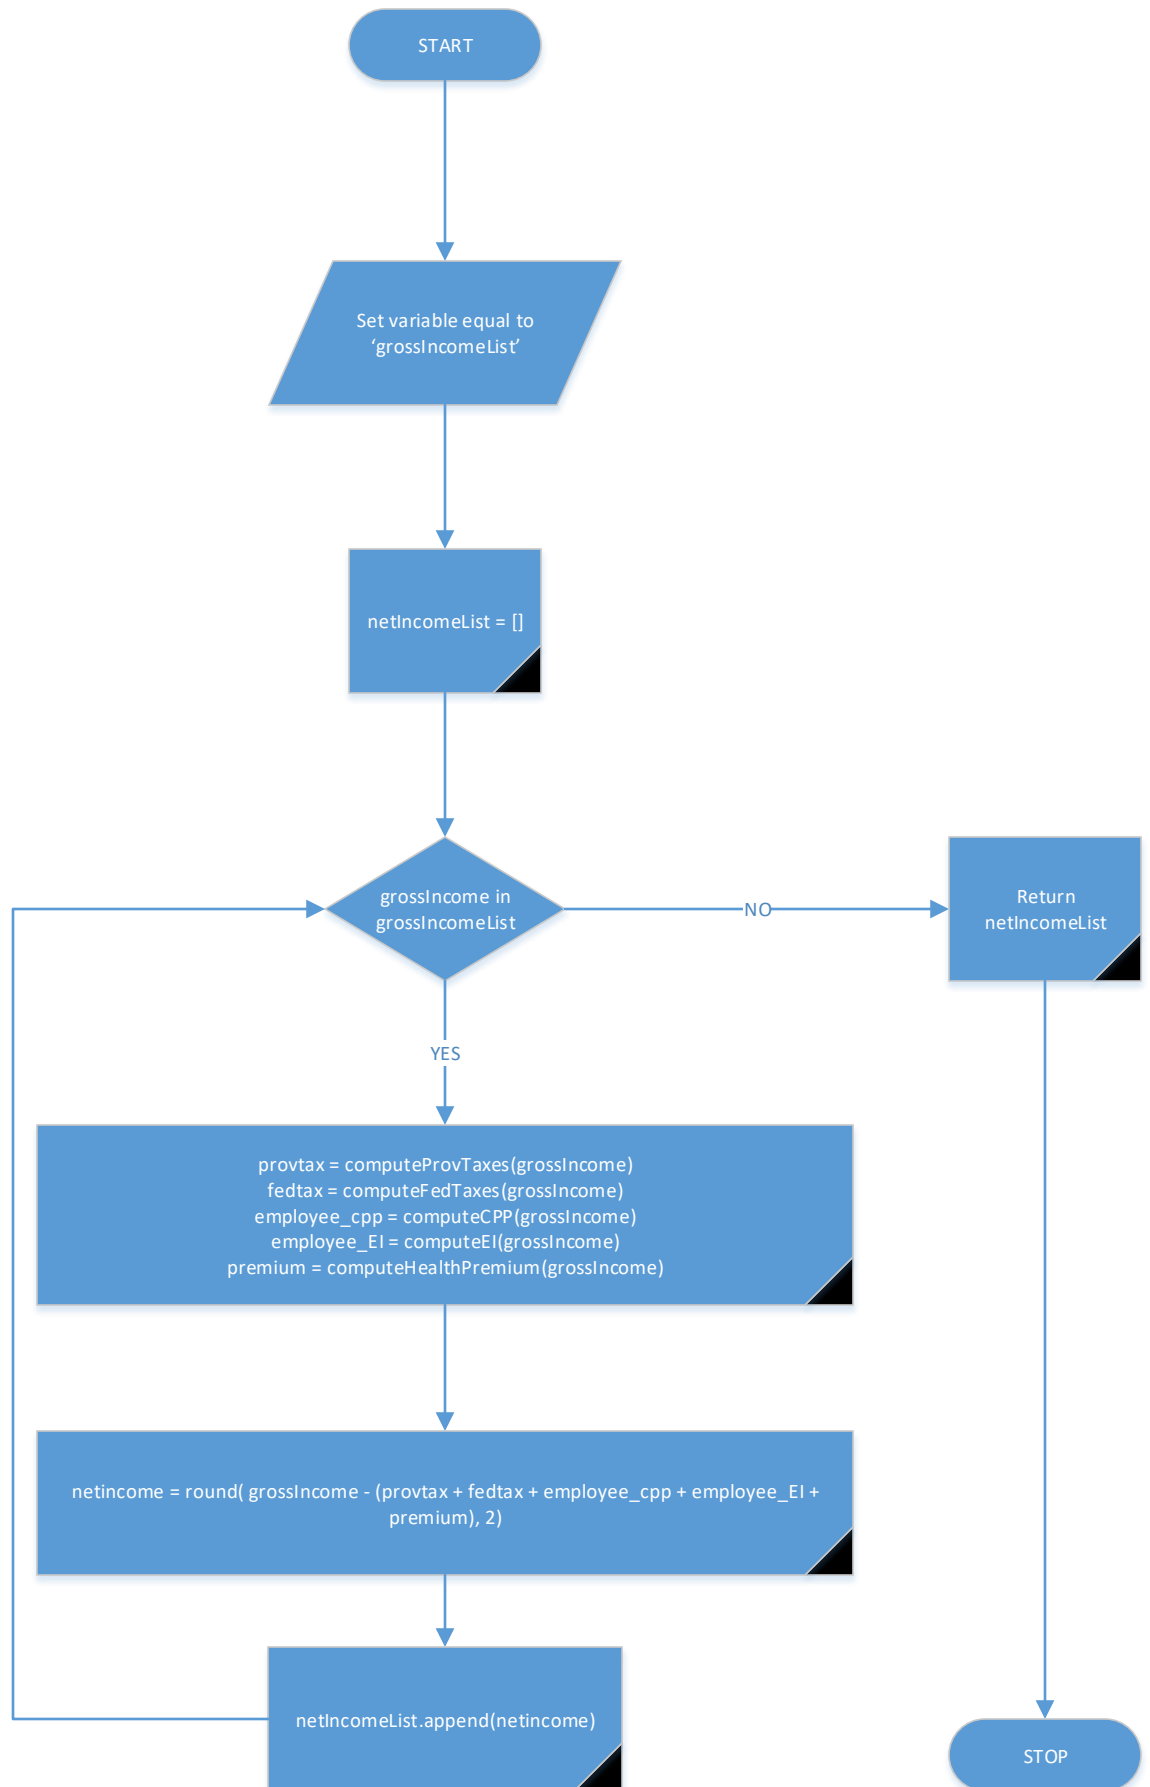 START
Set variable equal to
‘grossIncomeList’
netIncomeList = []
grossIncome in
grossIncomeList
NO
Return
netIncomeList
YES
provtax = computeProvTaxes(grossIncome)
fedtax = computeFedTaxes(grossIncome)
employee_cpp = computeCPP(grossIncome)
employee_EI = computeEI(grossIncome)
premium = computeHealthPremium(grossIncome)
netincome = round( grossIncome - (provtax + fedtax + employee_cpp + employee_EI +
premium), 2)
netIncomeList.append(netincome)
STOP